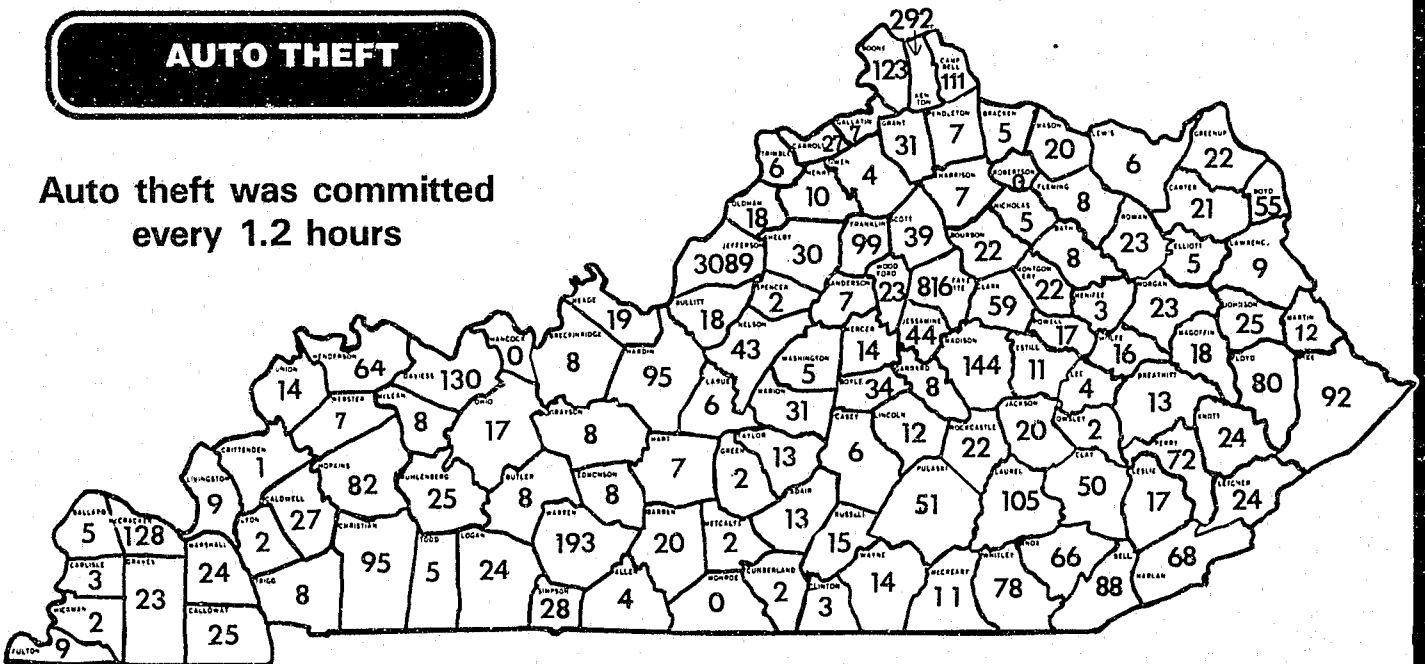 AUTO THEFT
Auto theft was committed
every 1.2 hours
292
BOONE
123
KEN
TON
CAMP
BELL
111
GALLATIN
7
CARROLL
27
TRIMBLE
6
GRANT
31
PENDLETON
7
BRACKEN
5
MASON
20
LEWIS
6
GREENUP
22
OWEN
4
HENRY
10
HARRISON
7
ROBERTSON
0
FLEMING
8
CARTER
21
BOYD
55
OLDHAM
18
NICHOLAS
5
ROWAN
23
ELLIOTT
5
LAWRENCE
9
JEFFERSON
3089
SHELBY
30
FRANKLIN
99
SCOTT
39
BOURBON
22
BATH
8
SPENCER
2
ANDERSON
7
WOOD
FORD
23
816
FAYE
TTE
CLARK
59
MONTGOM
ERY
22
MENIFEE
3
MORGAN
23
JOHNSON
25
MARTIN
12
MEADE
19
BULLITT
18
NELSON
43
MERCER
14
JESSAMINE
44
MADISON
144
ESTILL
11
POWELL
17
WOLFE
16
MAGOFFIN
18
FLOYD
80
PIKE
92
HANCOCK
0
BRECKINRIDGE
8
HARDIN
95
WASHINGTON
5
BOYLE
34
GARRARD
8
LEE
4
BREATHITT
13
HENDERSON
64
DAVIESS
130
UNION
14
WEBSTER
7
MCLEAN
8
OHIO
17
GRAYSON
8
LARUE
6
MARION
31
CASEY
6
LINCOLN
12
ROCKCASTLE
22
JACKSON
20
OWSLEY
2
PERRY
72
KNOTT
24
CRITTENDEN
1
HOPKINS
82
MUHLENBERG
25
BUTLER
8
EDMONSON
8
HART
7
GREEN
2
TAYLOR
13
ADAIR
13
PULASKI
51
LAUREL
105
CLAY
50
LESLIE
17
LETCHER
24
LIVINGSTON
9
CALDWELL
27
LYON
2
CHRISTIAN
95
TODD
5
LOGAN
24
WARREN
193
BARREN
20
METCALFE
2
RUSSELL
15
WAYNE
14
MCCREARY
11
WHITLEY
78
KNOX
66
BELL
88
HARLAN
68
BALLARD
5
MCCRACKEN
128
MARSHALL
24
TRIGG
8
SIMPSON
28
ALLEN
4
MONROE
0
CUMBERLAND
2
CLINTON
3
CARLISLE
3
GRAVES
23
HICKMAN
2
CALLOWAY
25
FULTON
9